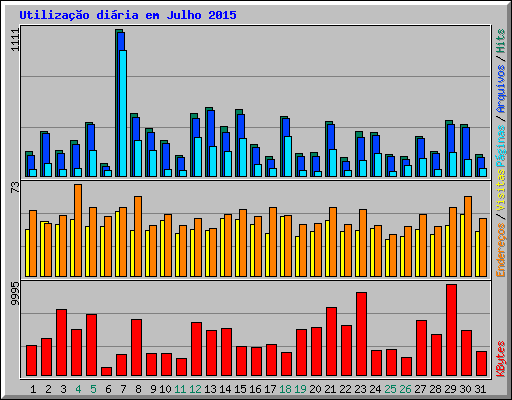 Utilização diária em Julho 2015
1111
73
9995
Endereços / visitas Páginas / Arquivos / Hits
KBytes
1 2 3 4 5 6 7 8 9 10 11 12 13 14 15 16 17 18 19 20 21 22 23 24 25 26 27 28 29 30 31